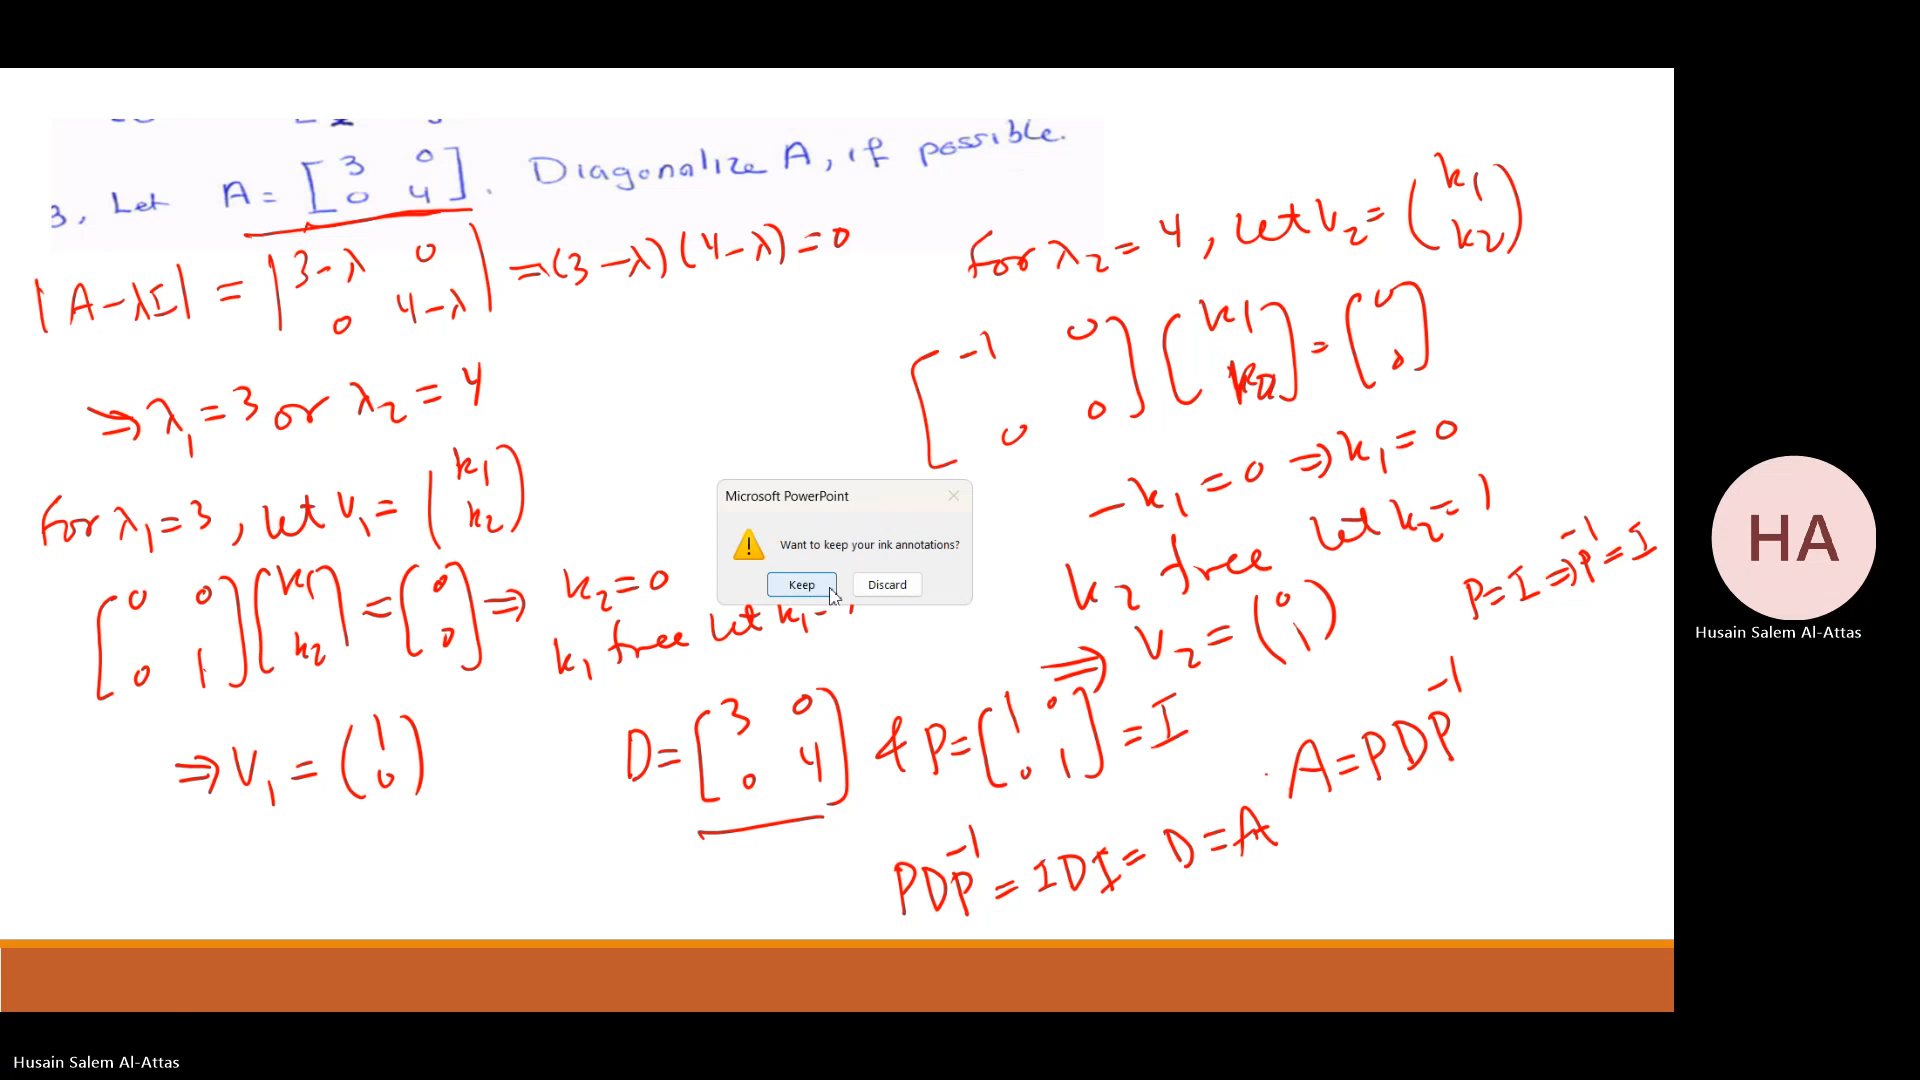 3, Let A = [3 0; 0 4]. Diagonalize A, if possible.
|A-λI| = |3-λ 0; 0 4-λ| ⇒ (3-λ)(4-λ) = 0
⇒ λ₁ = 3 or λ₂ = 4
For λ₁ = 3, let V₁ = (k₁; k₂)
[0 0; 0 1] [k₁; k₂] = [0; 0] ⇒ k₂ = 0
k₁ free let k₁ =
⇒ V₁ = (1; 0)
For λ₂ = 4, let V₂ = (k₁; k₂)
[-1 0; 0 0] [k₁; k₂] = [0; 0]
-k₁ = 0 ⇒ k₁ = 0
k₂ free let k₂ = 1
⇒ V₂ = (0; 1)
P = I ⇒ P⁻¹ = I
D = [3 0; 0 4] & P = [1 0; 0 1] = I
A = PDP⁻¹
PDP⁻¹ = IDI = D = A
Microsoft PowerPoint
Want to keep your ink annotations?
Keep Discard
HA
Husain Salem Al-Attas
Husain Salem Al-Attas